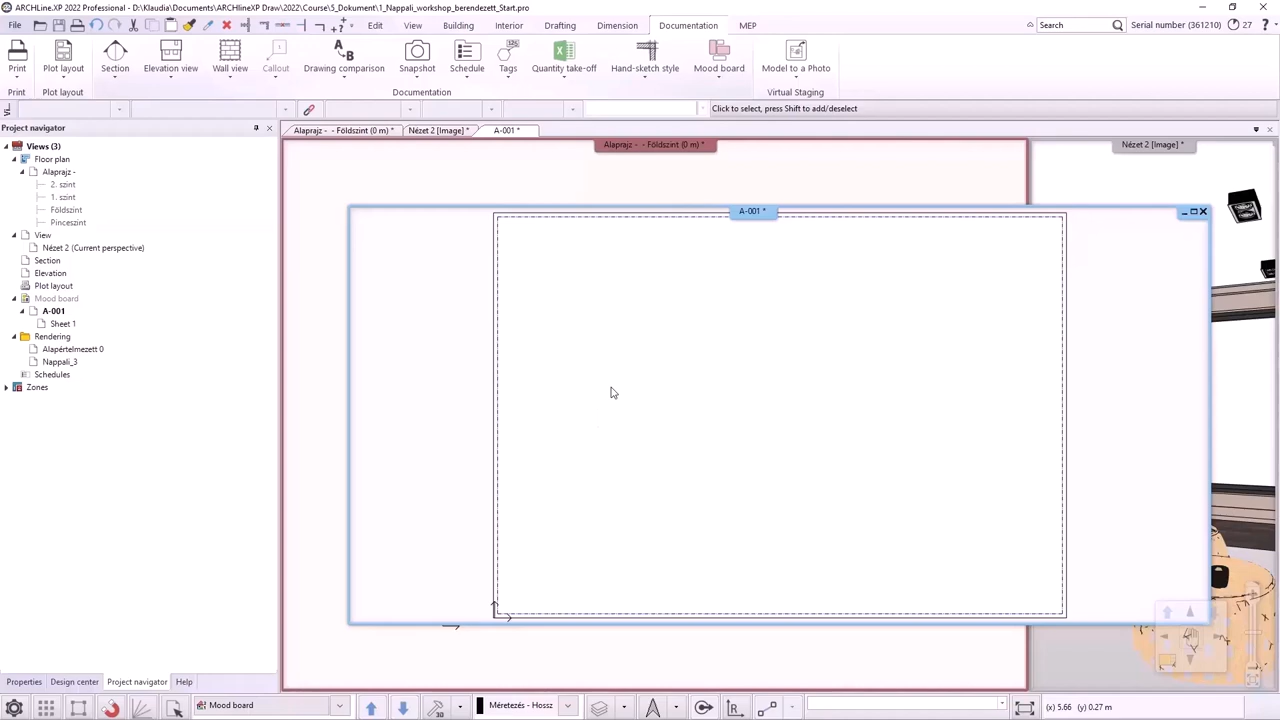 ARCHLine.XP 2022 Professional - D:\Klaudia\Documents\ARCHlineXP Draw\2022\Course\5_Dokument\1_Nappali_workshop_berendezett_Start.pro
File
Edit
View
Building
Interior
Drafting
Dimension
Documentation
MEP
Search
Serial number (361210)
27
?
Print
Plot layout
Section
Elevation view
Wall view
Callout
Drawing comparison
Snapshot
Schedule
Tags
Quantity take-off
Hand-sketch style
Mood board
Model to a Photo
Print
Plot layout
Documentation
Virtual Staging
Click to select, press Shift to add/deselect
Project navigator
Alaprajz - - Földszint (0 m) *
Nézet 2 [Image] *
A-001 *
Views (3)
Floor plan
Alaprajz -
2. szint
1. szint
Földszint
Pinceszint
View
Nézet 2 (Current perspective)
Section
Elevation
Plot layout
Mood board
A-001
Sheet 1
Rendering
Alapértelmezett 0
Nappali_3
Schedules
Zones
Alaprajz - - Földszint (0 m) *
Nézet 2 [Image] *
A-001 *
Properties
Design center
Project navigator
Help
Mood board
Méretezés - Hossz
(x) 5.66 (y) 0.27 m